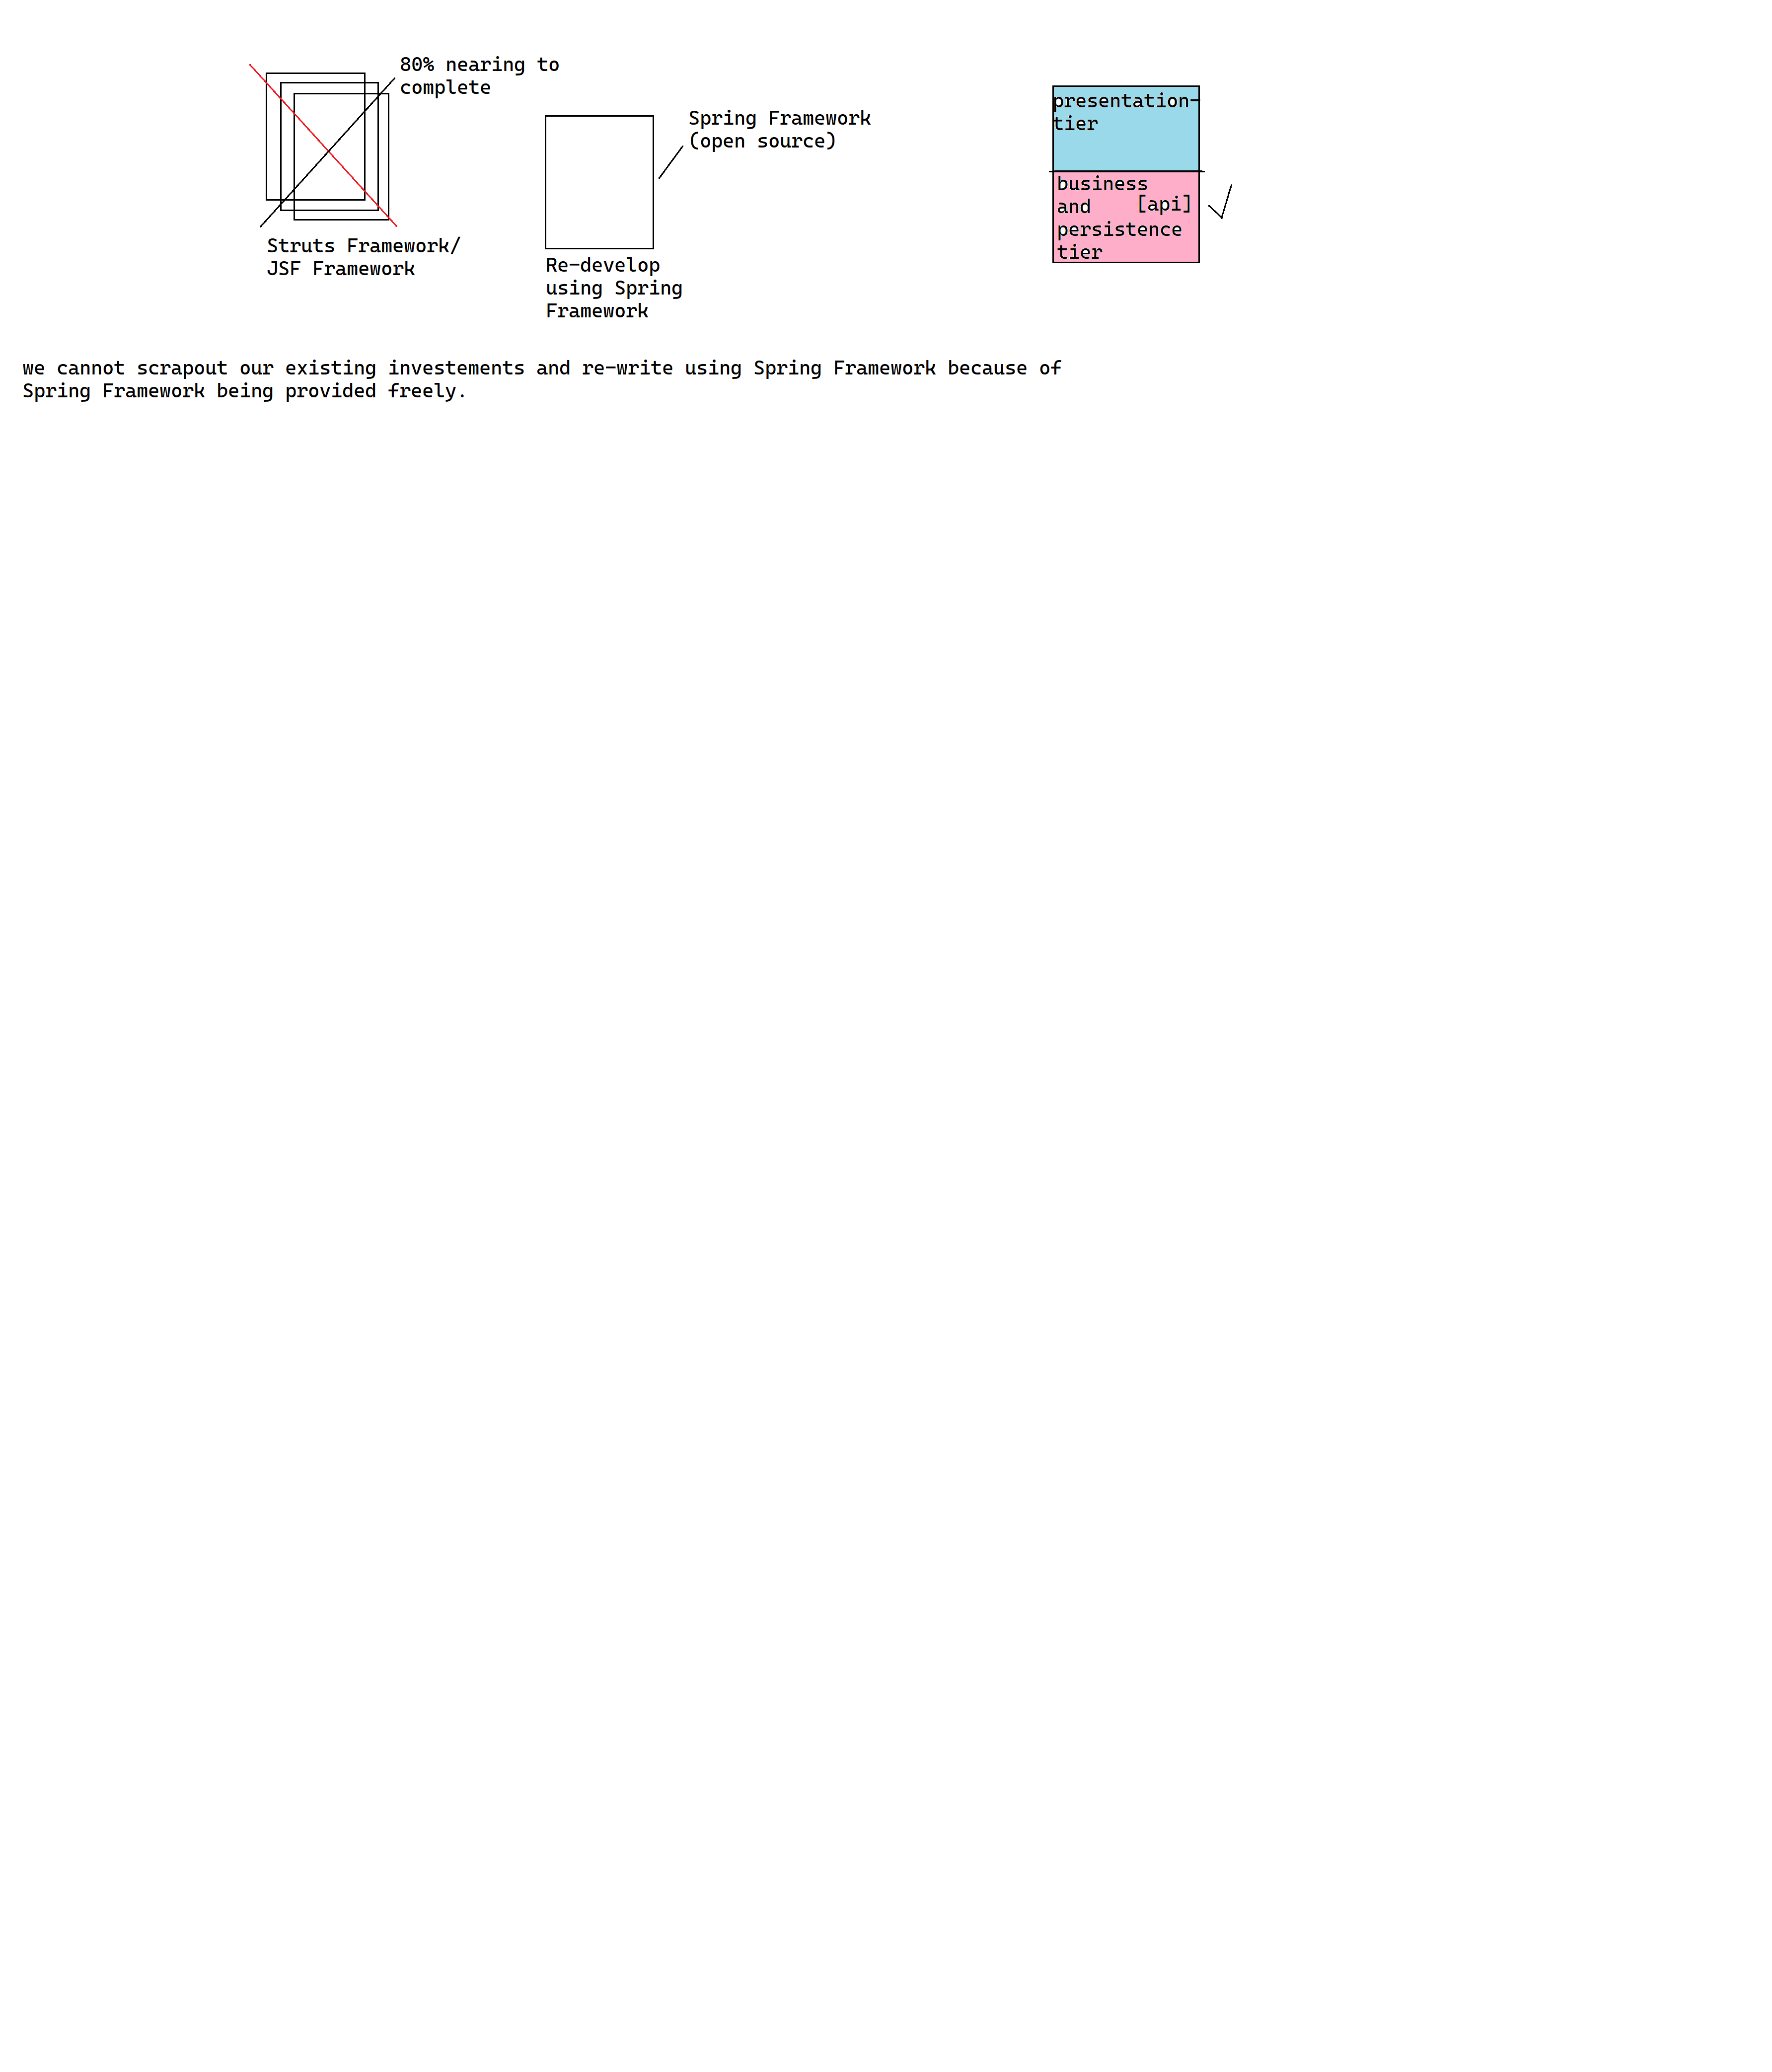 80% nearing to
complete
Struts Framework/
JSF Framework
Spring Framework
(open source)
Re-develop
using Spring
Framework
presentation-
tier
business
and [api]
persistence
tier
we cannot scrapout our existing investements and re-write using Spring Framework because of
Spring Framework being provided freely.